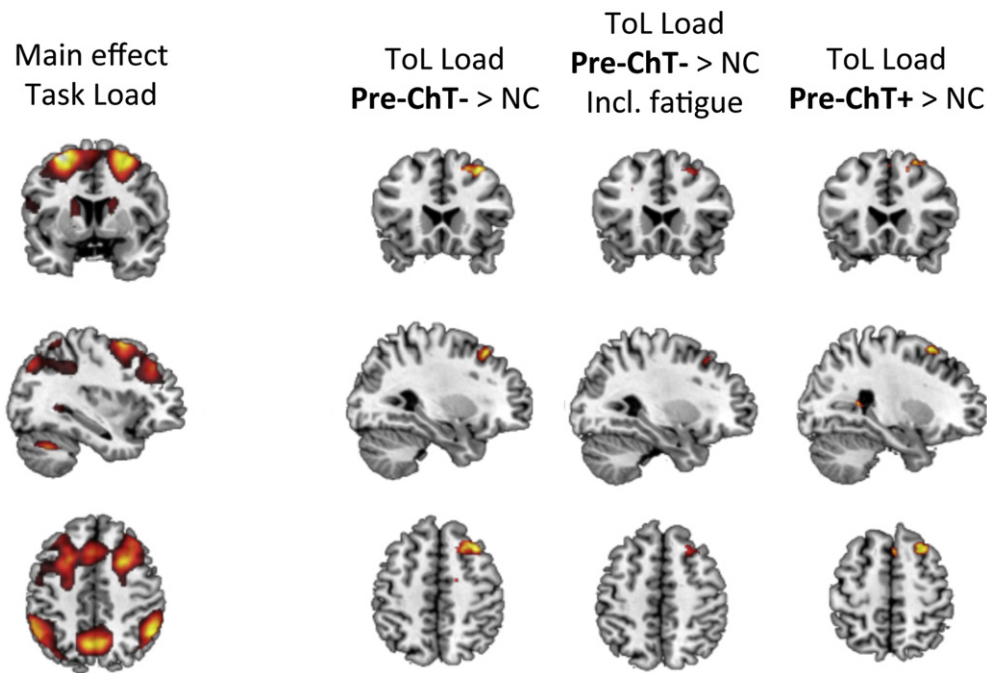 Main effect
Task Load
ToL Load
Pre-ChT- > NC
ToL Load
Pre-ChT- > NC
Incl. fatigue
ToL Load
Pre-ChT+ > NC